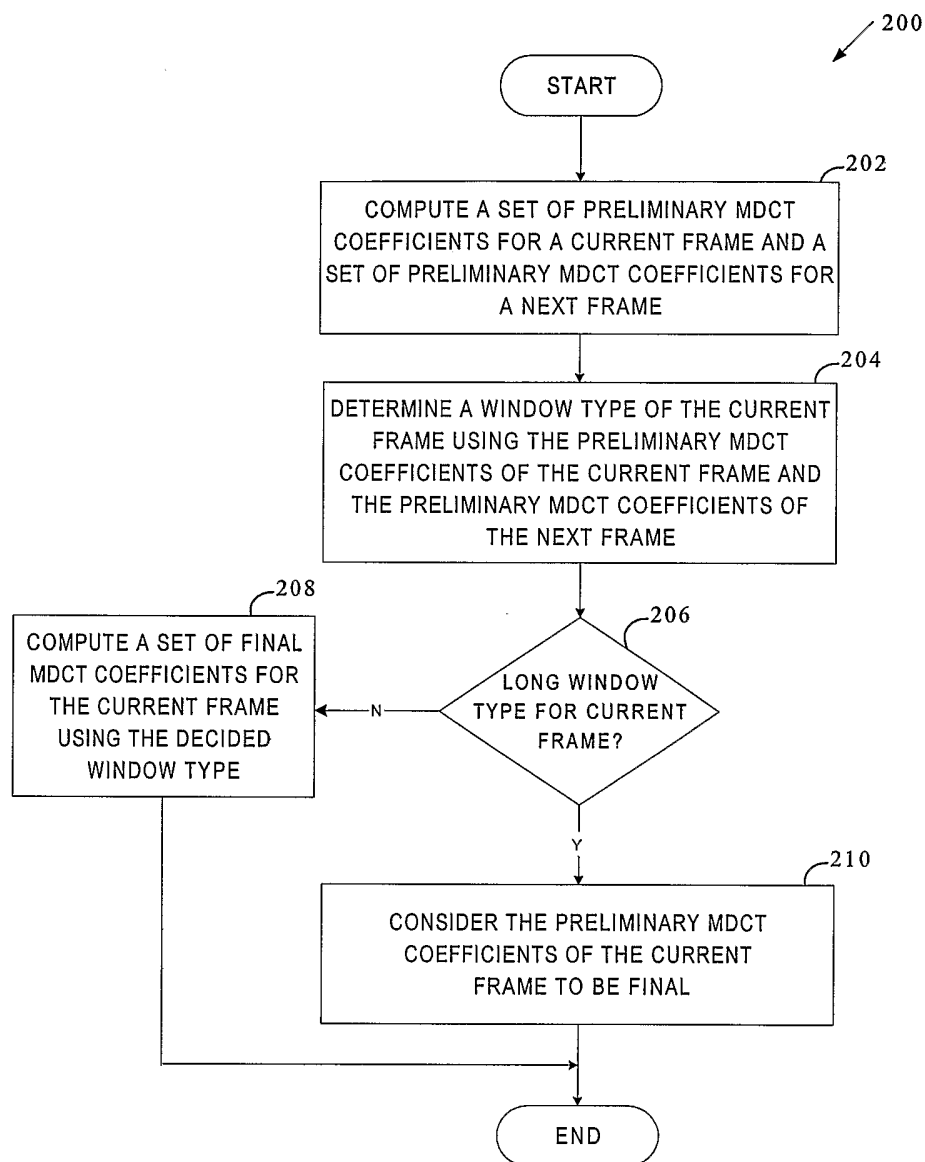 200
START
202
COMPUTE A SET OF PRELIMINARY MDCT
COEFFICIENTS FOR A CURRENT FRAME AND A
SET OF PRELIMINARY MDCT COEFFICIENTS FOR
A NEXT FRAME
204
DETERMINE A WINDOW TYPE OF THE CURRENT
FRAME USING THE PRELIMINARY MDCT
COEFFICIENTS OF THE CURRENT FRAME AND
THE PRELIMINARY MDCT COEFFICIENTS OF
THE NEXT FRAME
206
LONG WINDOW
TYPE FOR CURRENT
FRAME?
N
208
COMPUTE A SET OF FINAL
MDCT COEFFICIENTS FOR
THE CURRENT FRAME
USING THE DECIDED
WINDOW TYPE
Y
210
CONSIDER THE PRELIMINARY MDCT
COEFFICIENTS OF THE CURRENT
FRAME TO BE FINAL
END